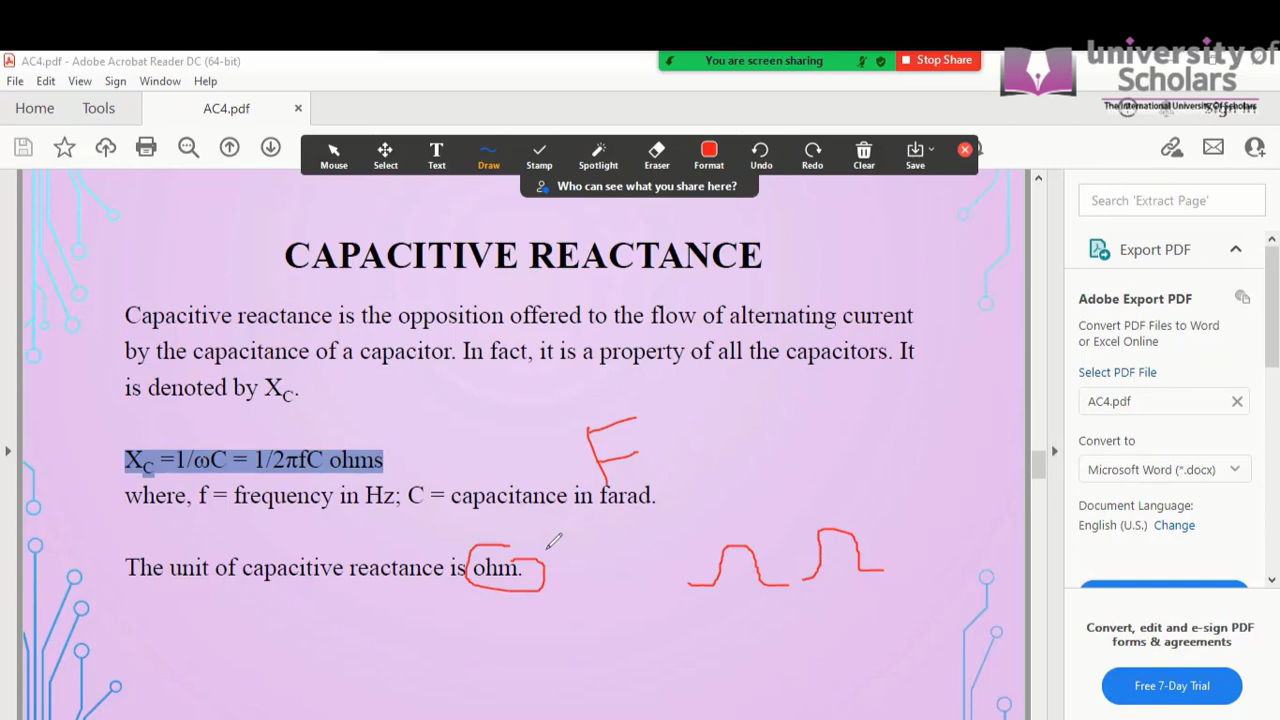 university of
Scholars
The International University Of Scholars
AC4.pdf - Adobe Acrobat Reader DC (64-bit)
You are screen sharing
Stop Share
File Edit View Sign Window Help
Home Tools AC4.pdf ×
Sign In
Mouse Select Text Draw Stamp Spotlight Eraser Format Undo Redo Clear Save
Who can see what you share here?
Search 'Extract Page'
CAPACITIVE REACTANCE
Capacitive reactance is the opposition offered to the flow of alternating current
by the capacitance of a capacitor. In fact, it is a property of all the capacitors. It
is denoted by X_C.
F
X_C =1/ωC = 1/2πfC ohms
where, f = frequency in Hz; C = capacitance in farad.
The unit of capacitive reactance is ohm.
Ω Ω
Export PDF
Adobe Export PDF
Convert PDF Files to Word
or Excel Online
Select PDF File
AC4.pdf
Convert to
Microsoft Word (*.docx)
Document Language:
English (U.S.) Change
Convert, edit and e-sign PDF
forms & agreements
Free 7-Day Trial